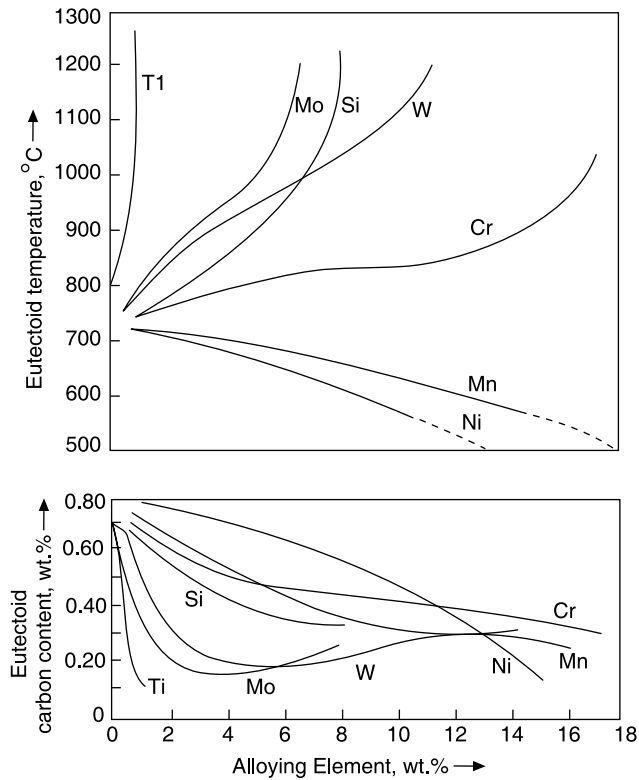 1300
1200
1000
900
800
700
600
500
Eutectoid temperature, °C →
T1
Mo
Si
W
Cr
Mn
Ni
0.80
0.60
0.40
0.20
0
Eutectoid
carbon content, wt.% →
Si
Ti
Mo
W
Ni
Cr
Mn
0 2 4 6 8 10 12 14 16 18
Alloying Element, wt.% →